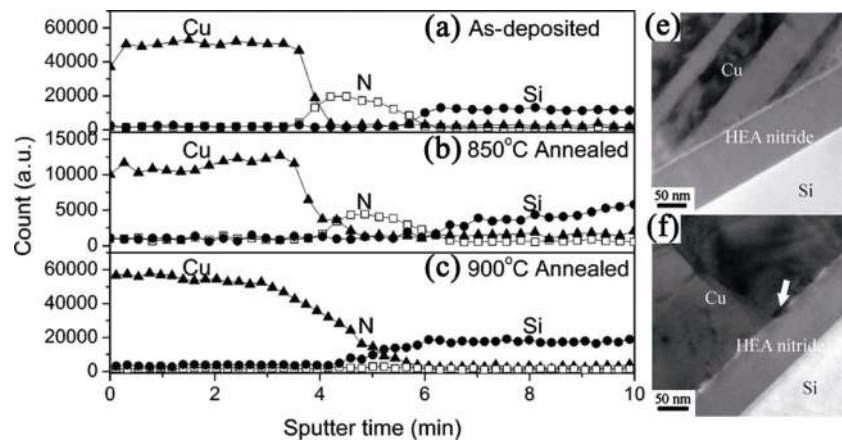 60000 Cu (a) As-deposited
40000
20000 N Si
0
15000 Cu (b) 850°C Annealed
10000
5000 N Si
0
60000 Cu (c) 900°C Annealed
40000
20000 N Si
0
0 2 4 6 8 10
Sputter time (min)
Count (a.u.)
(e)
Cu
HEA nitride
Si
50 nm
(f)
Cu
HEA nitride
Si
50 nm